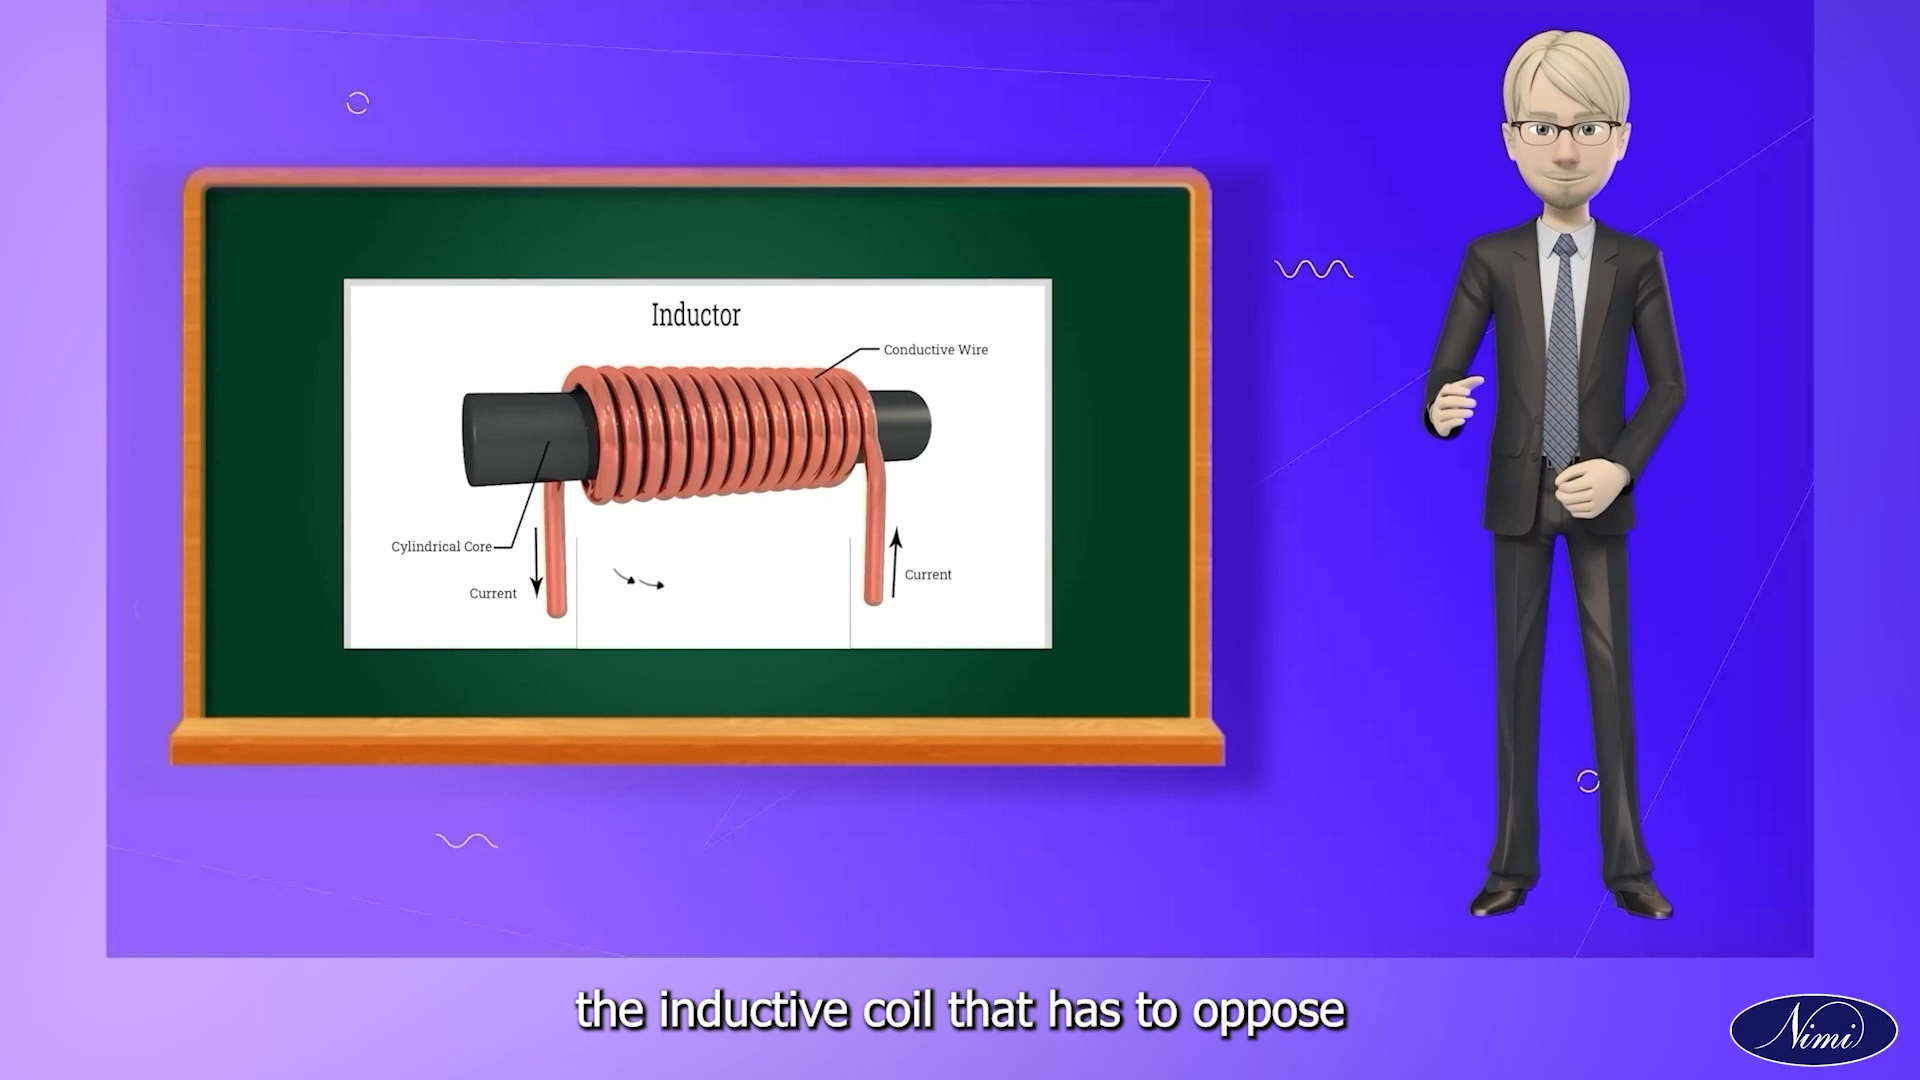 Inductor
Conductive Wire
Cylindrical Core
Current
Current
the inductive coil that has to oppose
Nimi